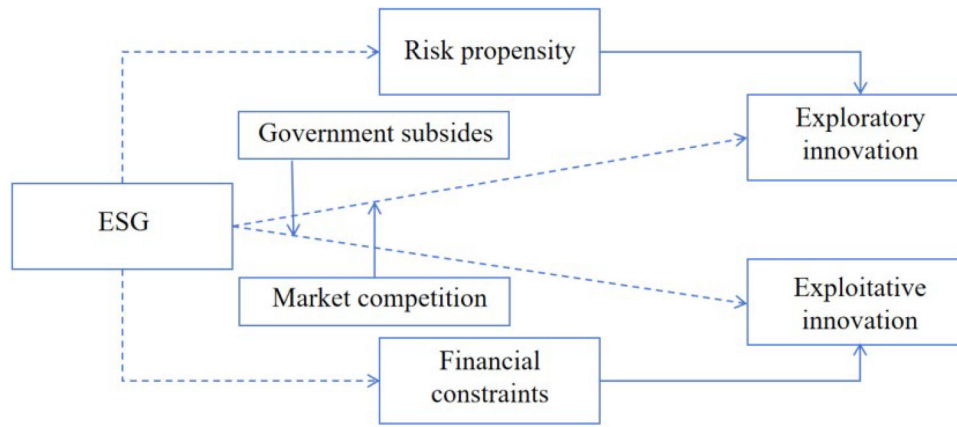 Risk propensity
Government subsides
Exploratory
innovation
ESG
Market competition
Exploitative
innovation
Financial
constraints